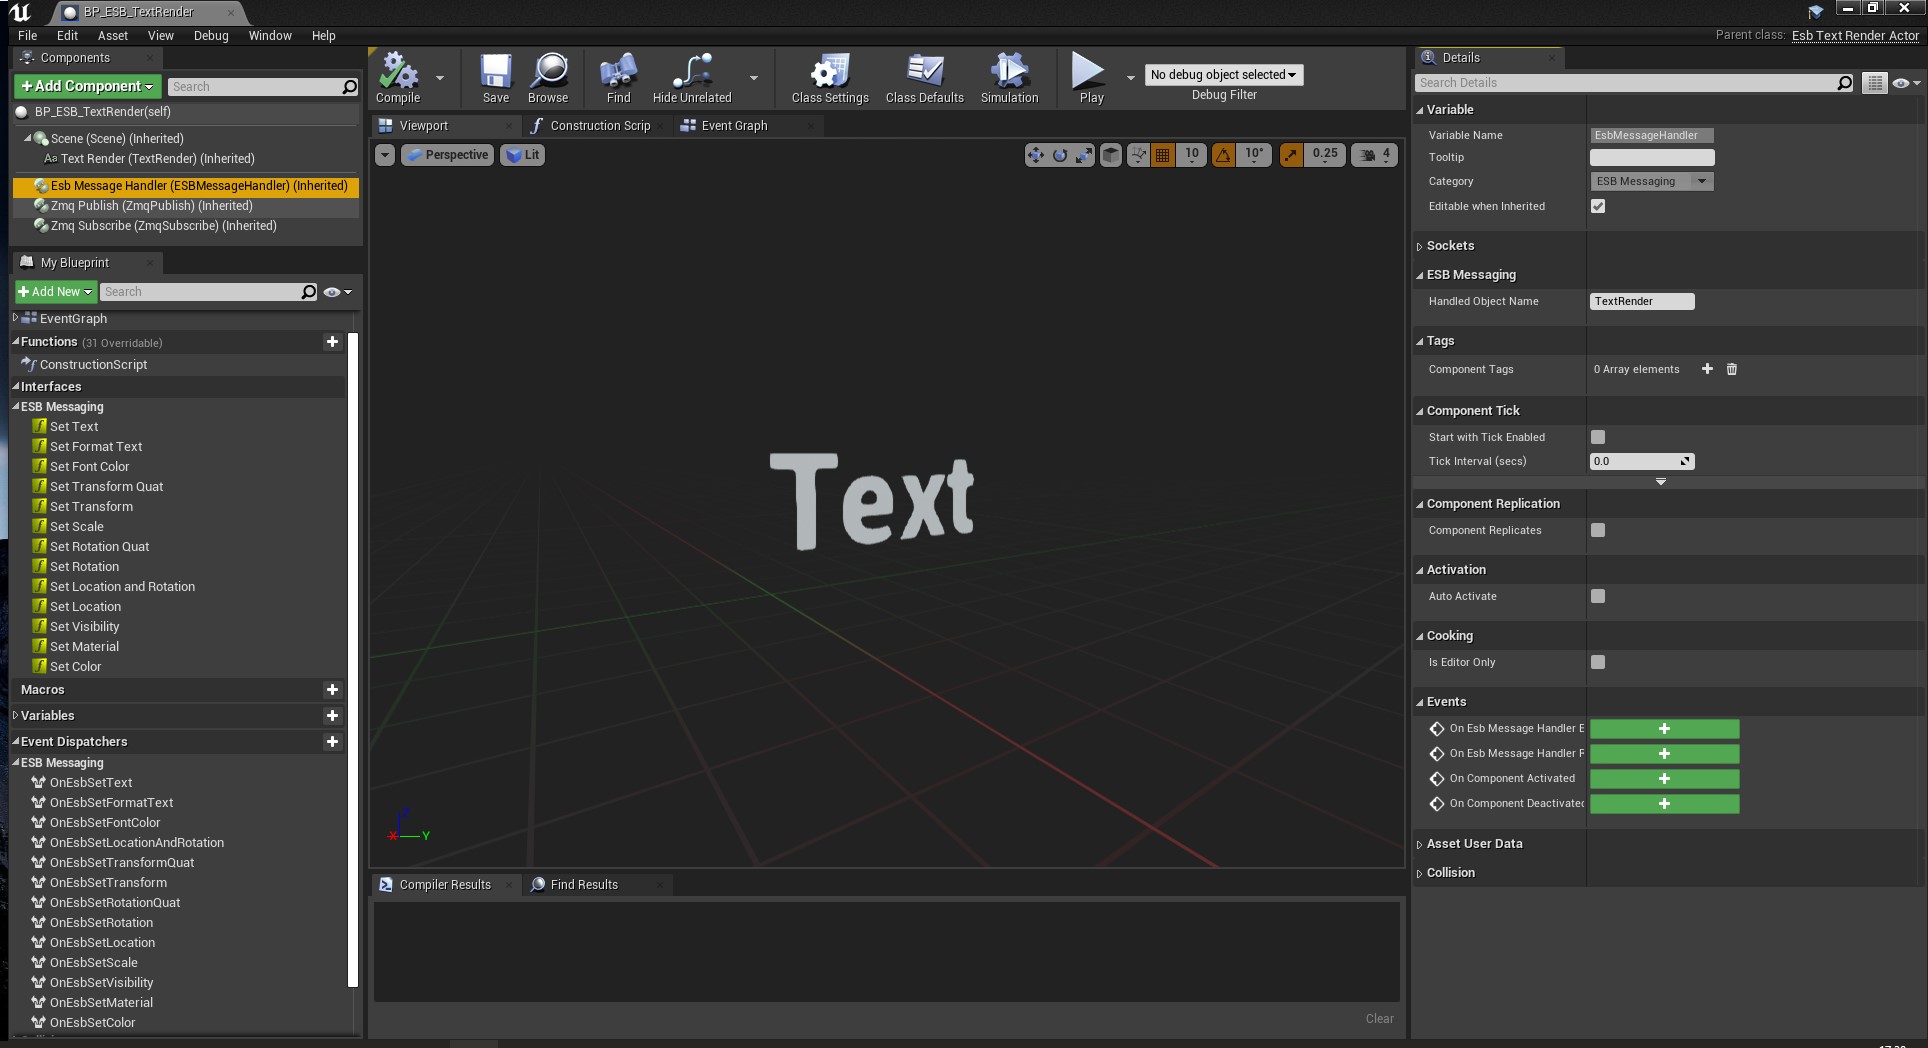 BP_ESB_TextRender
File Edit Asset View Debug Window Help
Parent class: Esb Text Render Actor
Components
+Add Component
Search
BP_ESB_TextRender(self)
Scene (Scene) (Inherited)
Text Render (TextRender) (Inherited)
Esb Message Handler (ESBMessageHandler) (Inherited)
Zmq Publish (ZmqPublish) (Inherited)
Zmq Subscribe (ZmqSubscribe) (Inherited)
My Blueprint
+Add New
Search
EventGraph
Functions (31 Overridable)
ConstructionScript
Interfaces
ESB Messaging
Set Text
Set Format Text
Set Font Color
Set Transform Quat
Set Transform
Set Scale
Set Rotation Quat
Set Rotation
Set Location and Rotation
Set Location
Set Visibility
Set Material
Set Color
Macros
Variables
Event Dispatchers
ESB Messaging
OnEsbSetText
OnEsbSetFormatText
OnEsbSetFontColor
OnEsbSetLocationAndRotation
OnEsbSetTransformQuat
OnEsbSetTransform
OnEsbSetRotationQuat
OnEsbSetRotation
OnEsbSetLocation
OnEsbSetScale
OnEsbSetVisibility
OnEsbSetMaterial
OnEsbSetColor
Compile
Save
Browse
Find
Hide Unrelated
Class Settings
Class Defaults
Simulation
Play
No debug object selected
Debug Filter
Viewport
Construction Scrip
Event Graph
Perspective
Lit
10
10°
0.25
4
Text
Z
X
Y
Compiler Results
Find Results
Clear
Details
Search Details
Variable
Variable Name EsbMessageHandler
Tooltip
Category ESB Messaging
Editable when Inherited
Sockets
ESB Messaging
Handled Object Name TextRender
Tags
Component Tags 0 Array elements
Component Tick
Start with Tick Enabled
Tick Interval (secs) 0.0
Component Replication
Component Replicates
Activation
Auto Activate
Cooking
Is Editor Only
Events
On Esb Message Handler E
On Esb Message Handler F
On Component Activated
On Component Deactivated
Asset User Data
Collision